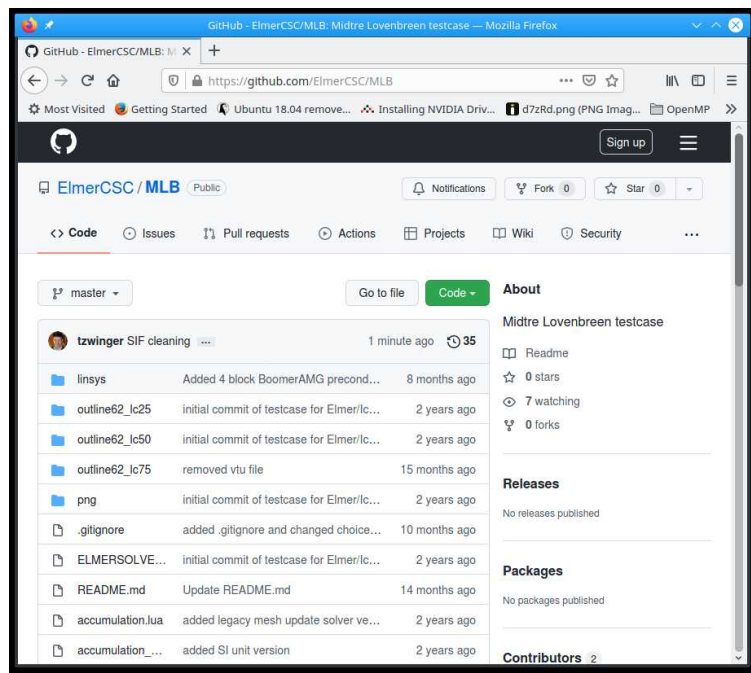 GitHub - ElmerCSC/MLB: Midtre Lovenbreen testcase — Mozilla Firefox
GitHub - ElmerCSC/MLB: M
https://github.com/ElmerCSC/MLB
Most Visited Getting Started Ubuntu 18.04 remove... Installing NVIDIA Driv... d7zRd.png (PNG Imag... OpenMP
Sign up
ElmerCSC / MLB Public
Notifications Fork 0 Star 0
Code Issues Pull requests Actions Projects Wiki Security ...
master Go to file Code
tzwinger SIF cleaning ... 1 minute ago 35
linsys Added 4 block BoomerAMG precond... 8 months ago
outline62_lc25 initial commit of testcase for Elmer/Ic... 2 years ago
outline62_lc50 initial commit of testcase for Elmer/Ic... 2 years ago
outline62_lc75 removed vtu file 15 months ago
png initial commit of testcase for Elmer/Ic... 2 years ago
.gitignore added .gitignore and changed choice... 10 months ago
ELMERSOLVE... initial commit of testcase for Elmer/Ic... 2 years ago
README.md Update README.md 14 months ago
accumulation.lua added legacy mesh update solver ve... 2 years ago
accumulation_... added SI unit version 2 years ago
About
Midtre Lovenbreen testcase
Readme
0 stars
7 watching
0 forks
Releases
No releases published
Packages
No packages published
Contributors 2